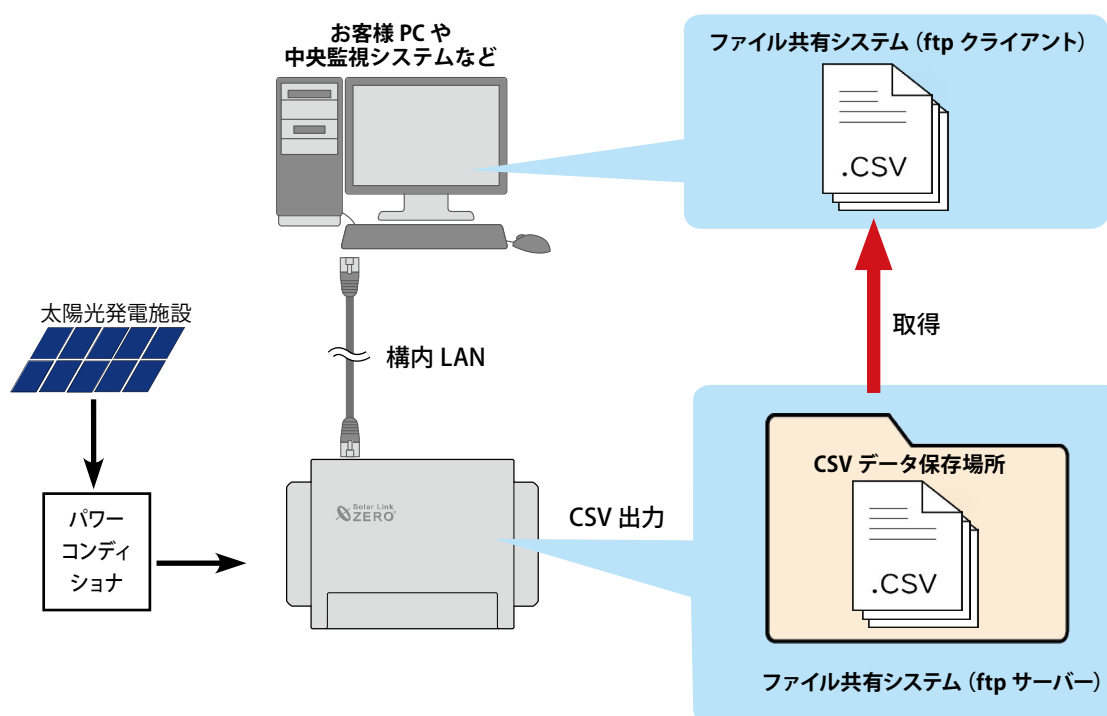 お客様 PC や
中央監視システムなど
ファイル共有システム（ftp クライアント）
.CSV
取得
太陽光発電施設
構内 LAN
パワー
コンディ
ショナ
Solar Link
ZERO
CSV 出力
CSV データ保存場所
.CSV
ファイル共有システム（ftp サーバー）